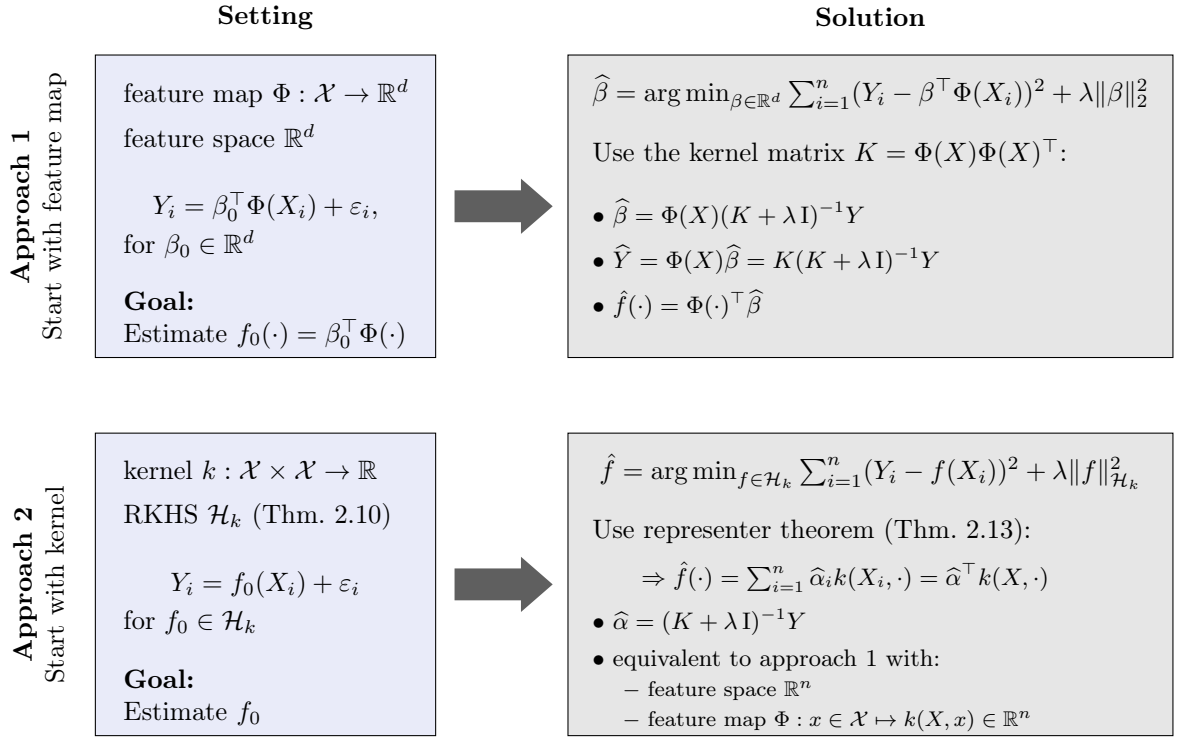 Setting
Solution
Approach 1
Start with feature map
feature map Φ : 𝒳 → ℝ^d
feature space ℝ^d
Y_i = β_0^⊤ Φ(X_i) + ε_i,
for β_0 ∈ ℝ^d
Goal:
Estimate f_0(·) = β_0^⊤ Φ(·)
β̂ = arg min_{β∈ℝ^d} ∑_{i=1}^n (Y_i − β^⊤ Φ(X_i))^2 + λ‖β‖_2^2
Use the kernel matrix K = Φ(X)Φ(X)^⊤:
• β̂ = Φ(X)(K + λ I)^{−1} Y
• Ŷ = Φ(X)β̂ = K(K + λ I)^{−1} Y
• f̂(·) = Φ(·)^⊤ β̂
Approach 2
Start with kernel
kernel k : 𝒳 × 𝒳 → ℝ
RKHS ℋ_k (Thm. 2.10)
Y_i = f_0(X_i) + ε_i
for f_0 ∈ ℋ_k
Goal:
Estimate f_0
f̂ = arg min_{f∈ℋ_k} ∑_{i=1}^n (Y_i − f(X_i))^2 + λ‖f‖_{ℋ_k}^2
Use representer theorem (Thm. 2.13):
⇒ f̂(·) = ∑_{i=1}^n α̂_i k(X_i, ·) = α̂^⊤ k(X, ·)
• α̂ = (K + λ I)^{−1} Y
• equivalent to approach 1 with:
– feature space ℝ^n
– feature map Φ : x ∈ 𝒳 ↦ k(X, x) ∈ ℝ^n